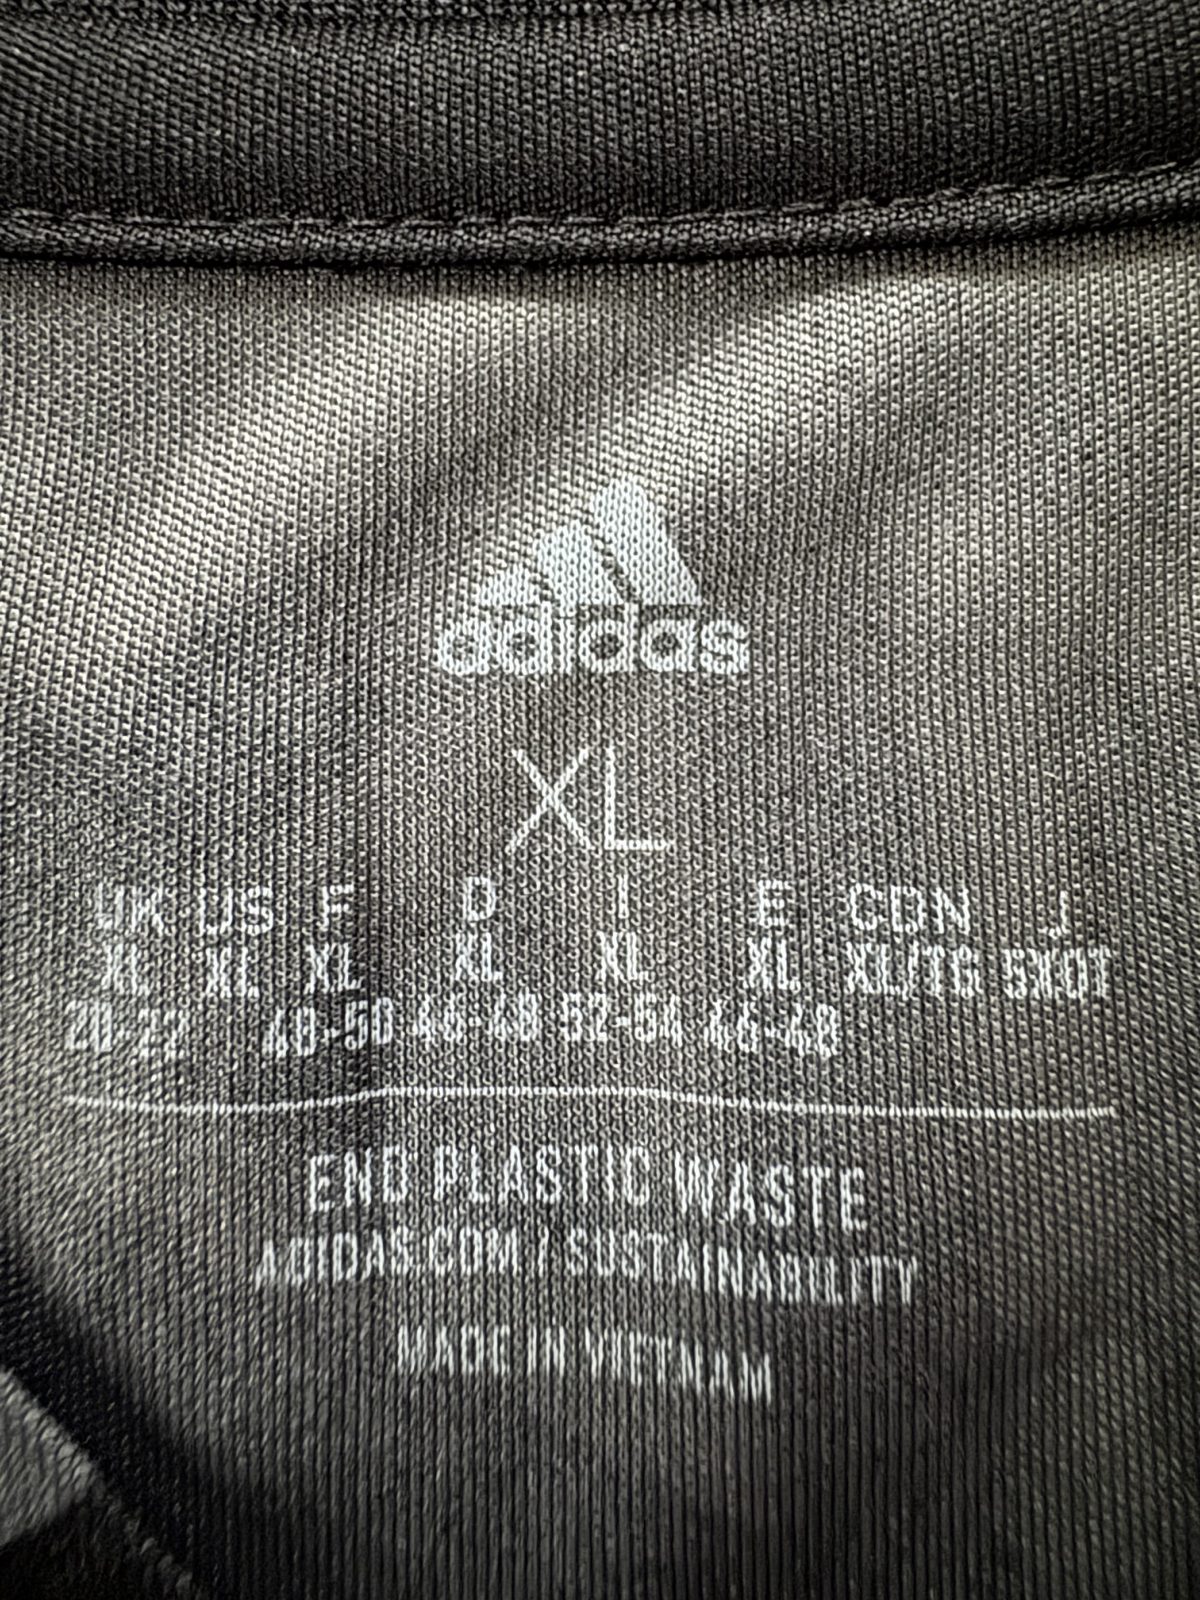 adidas
XL
UK US F D I E CDN J
XL XL XL XL XL XL XL/TG 5XOT
20-22 48-50 46-48 52-54 46-48
END PLASTIC WASTE
ADIDAS.COM / SUSTAINABILITY
MADE IN VIETNAM